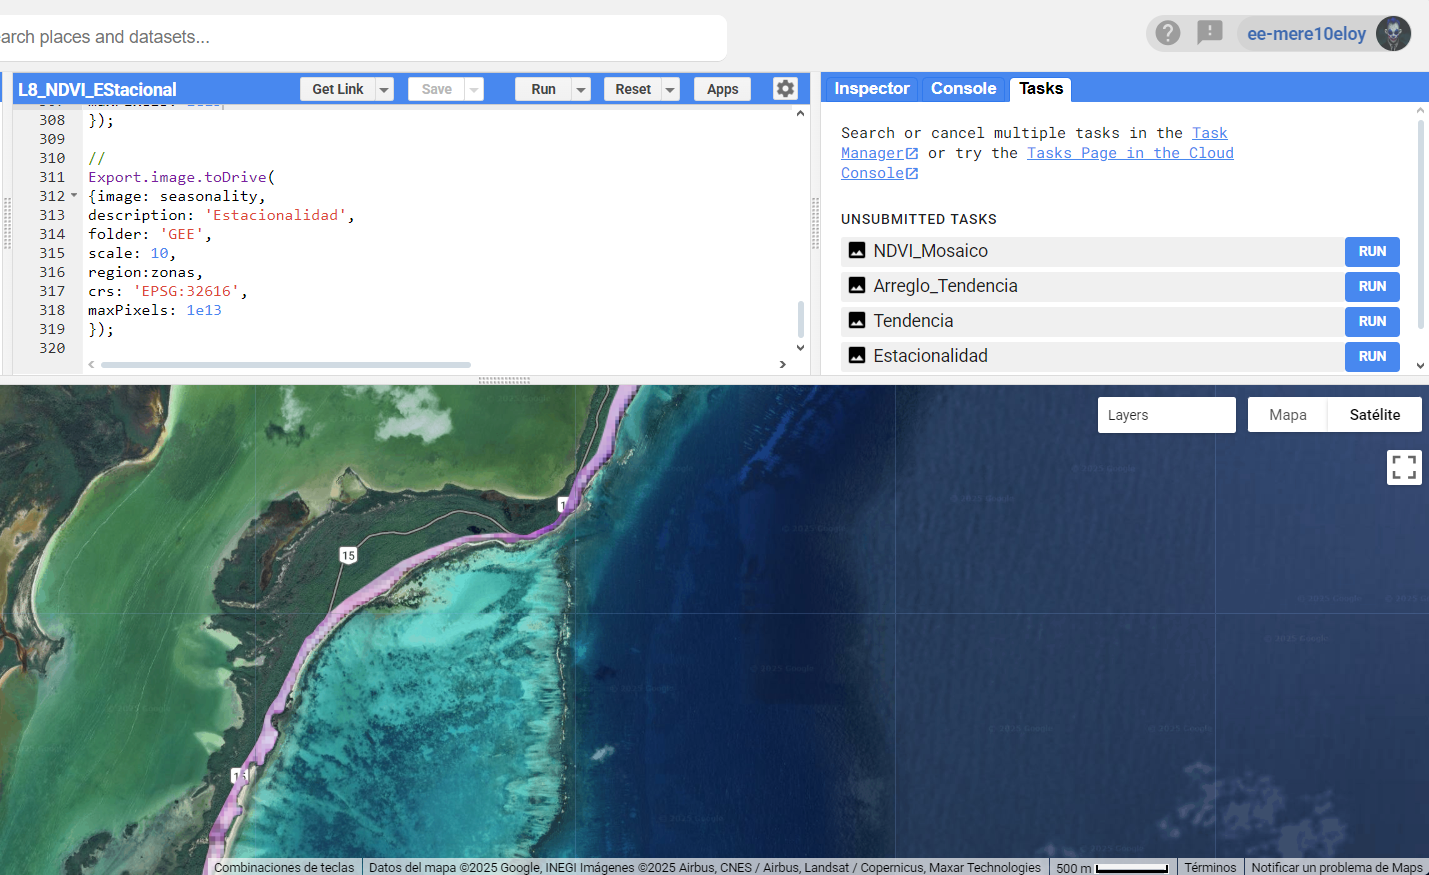 arch places and datasets...
ee-mere10eloy
L8_NDVI_EStacional
Get Link
Save
Run
Reset
Apps
308 });
309
310 //
311 Export.image.toDrive(
312 {image: seasonality,
313 description: 'Estacionalidad',
314 folder: 'GEE',
315 scale: 10,
316 region:zonas,
317 crs: 'EPSG:32616',
318 maxPixels: 1e13
319 });
320
Inspector
Console
Tasks
Search or cancel multiple tasks in the Task
Manager or try the Tasks Page in the Cloud
Console
UNSUBMITTED TASKS
NDVI_Mosaico RUN
Arreglo_Tendencia RUN
Tendencia RUN
Estacionalidad RUN
Layers
Mapa
Satélite
15
Combinaciones de teclas
Datos del mapa ©2025 Google, INEGI Imágenes ©2025 Airbus, CNES / Airbus, Landsat / Copernicus, Maxar Technologies
500 m
Términos
Notificar un problema de Maps